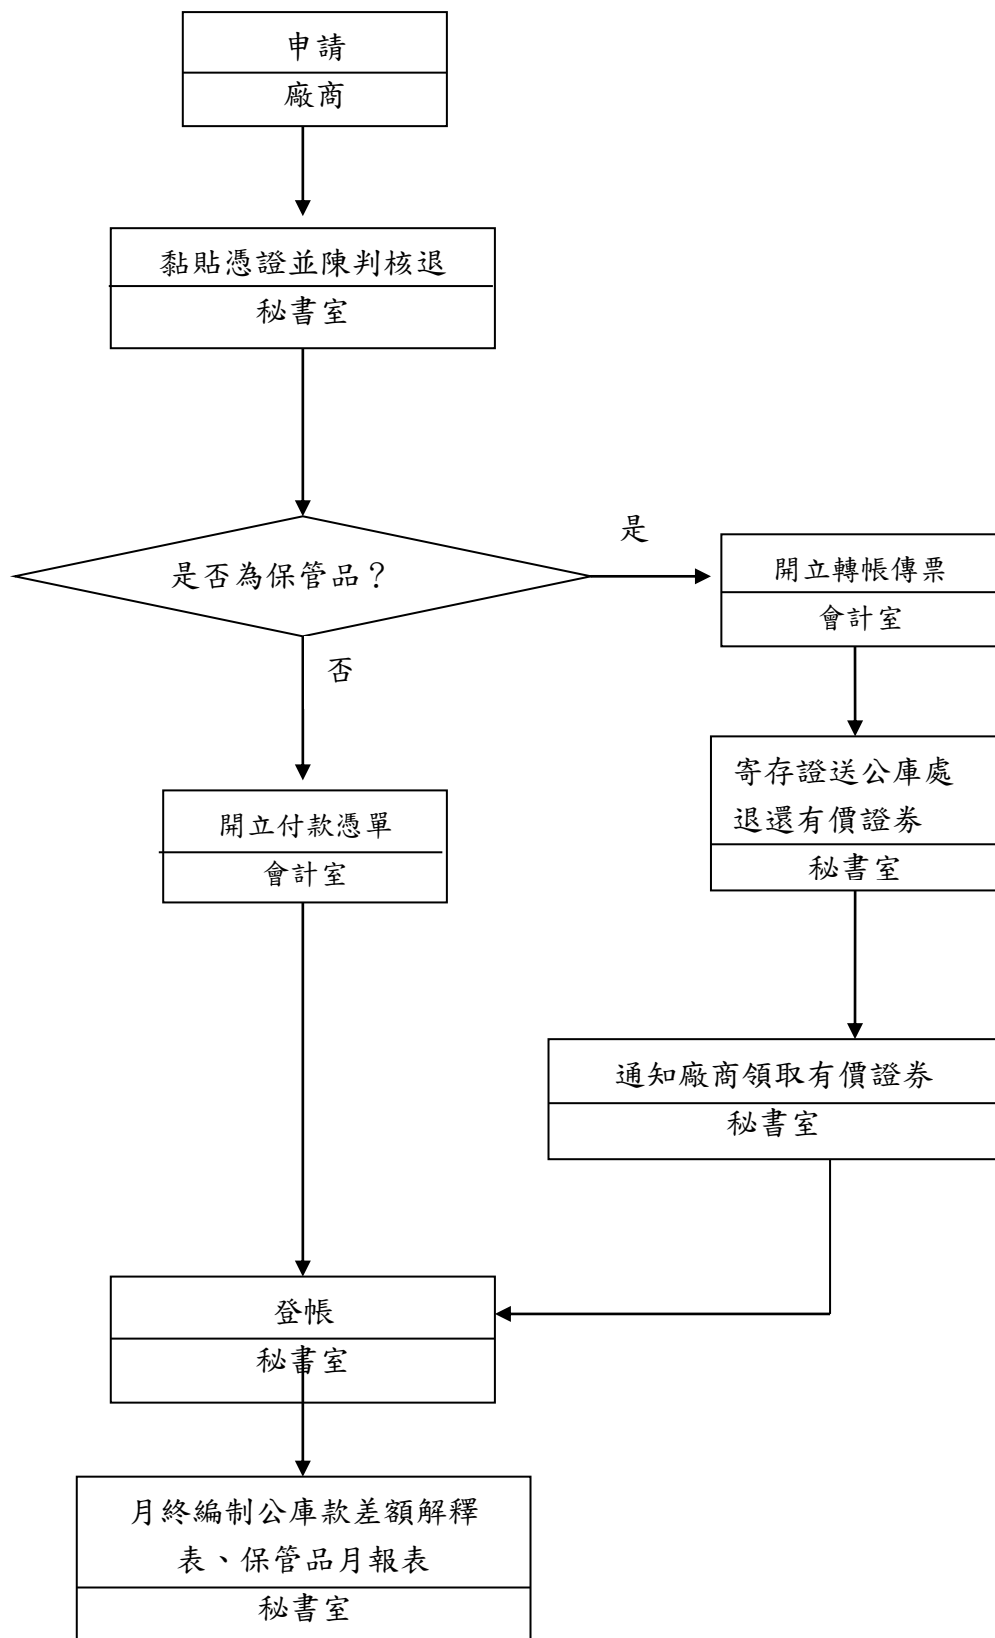 申請
廠商
黏貼憑證並陳判核退
秘書室
是否為保管品？
是
開立轉帳傳票
會計室
否
寄存證送公庫處
退還有價證券
秘書室
開立付款憑單
會計室
通知廠商領取有價證券
秘書室
登帳
秘書室
月終編制公庫款差額解釋
表、保管品月報表
秘書室